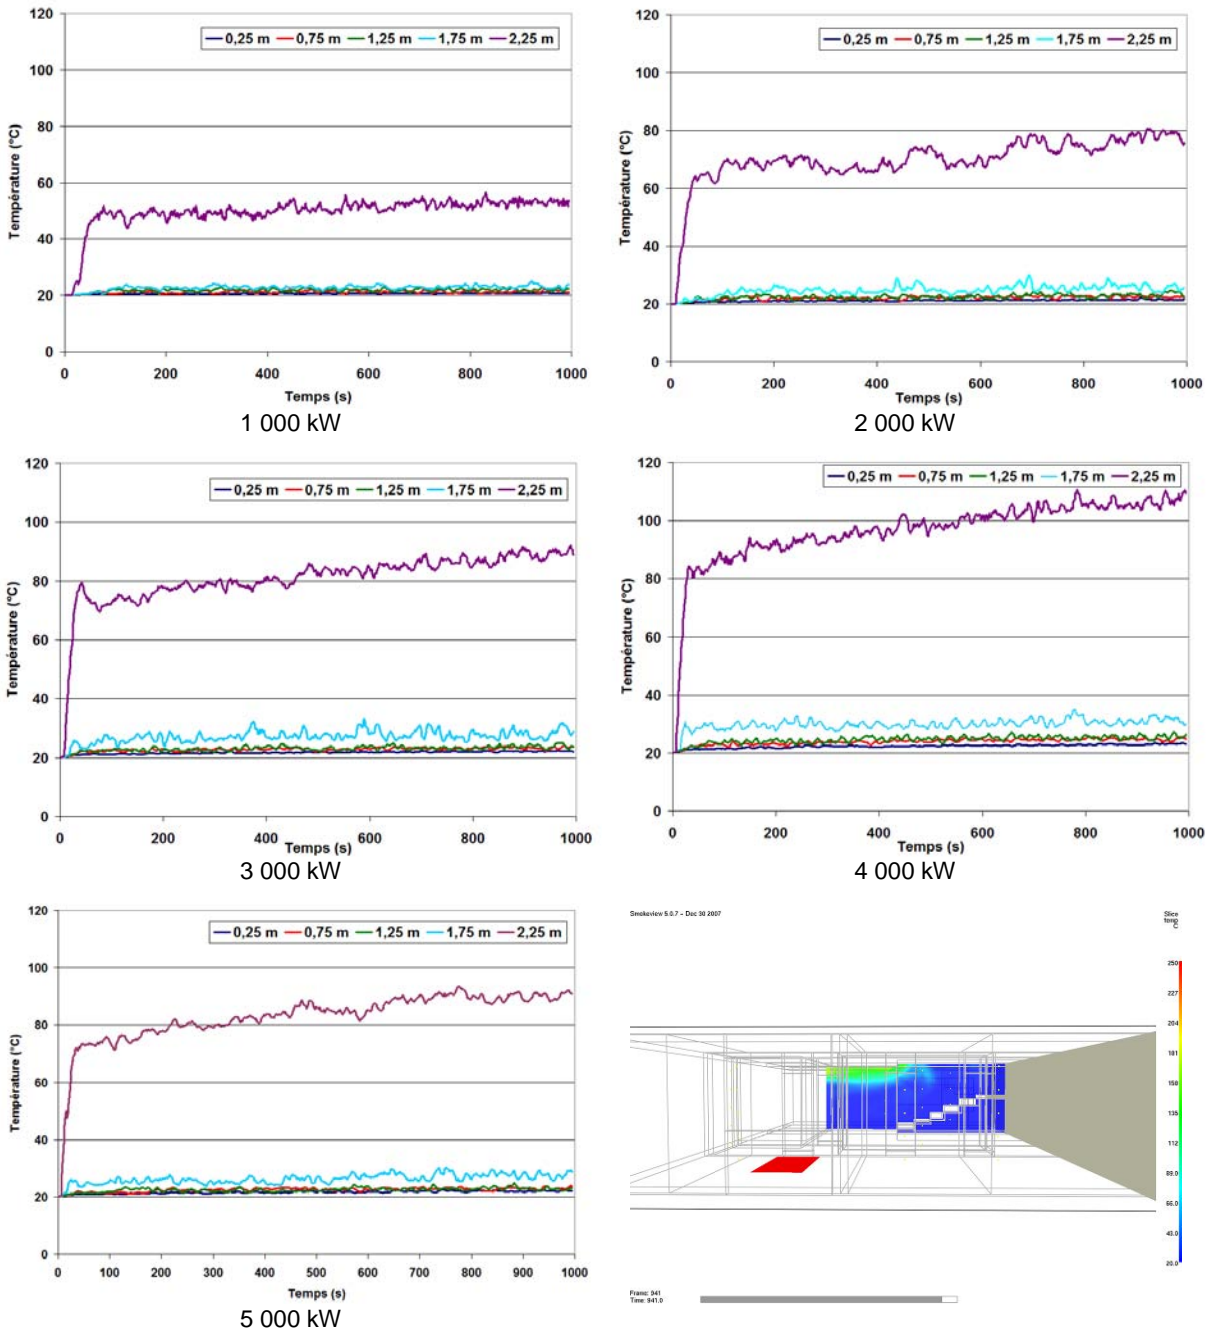 120
100
80
60
40
20
0
Température (°C)
0,25 m 0,75 m 1,25 m 1,75 m 2,25 m
0 200 400 600 800 1000
Temps (s)
1 000 kW
120
100
80
60
40
20
0
Température (°C)
0,25 m 0,75 m 1,25 m 1,75 m 2,25 m
0 200 400 600 800 1000
Temps (s)
2 000 kW
120
100
80
60
40
20
0
Température (°C)
0,25 m 0,75 m 1,25 m 1,75 m 2,25 m
0 200 400 600 800 1000
Temps (s)
3 000 kW
120
100
80
60
40
20
0
Température (°C)
0,25 m 0,75 m 1,25 m 1,75 m 2,25 m
0 200 400 600 800 1000
Temps (s)
4 000 kW
120
100
80
60
40
20
0
Température (°C)
0,25 m 0,75 m 1,25 m 1,75 m 2,25 m
0 100 200 300 400 500 600 700 800 900 1000
Temps (s)
5 000 kW
Smokeview 5.0.7 - Dec 30 2007
Slice
temp
C
250
227
204
181
158
135
112
89.0
66.0
43.0
20.0
Frame: 941
Time: 941.0